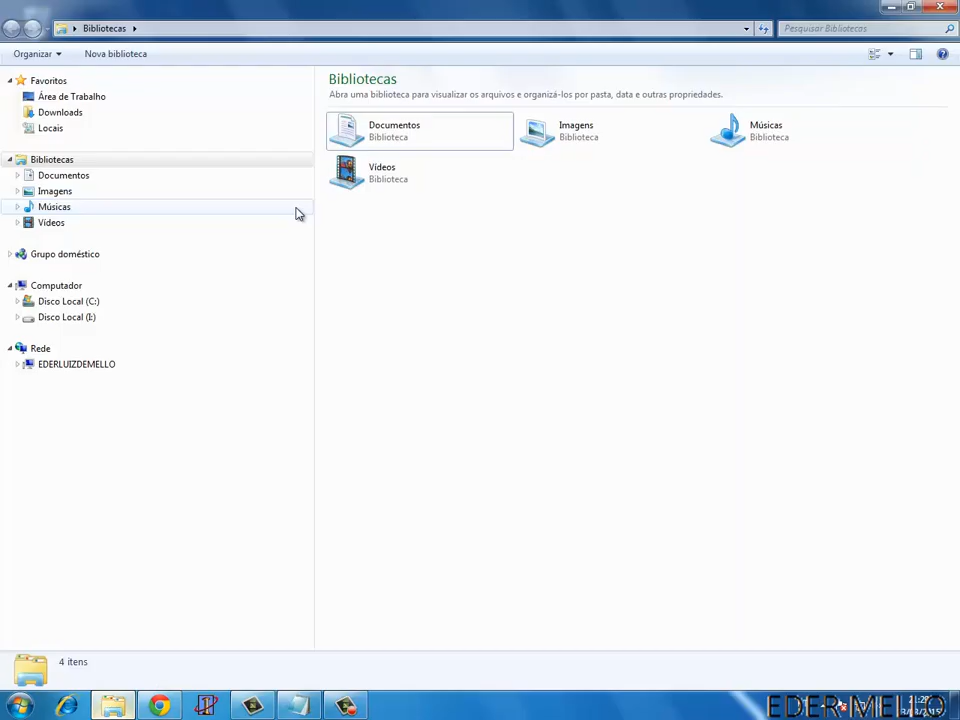 Bibliotecas
Pesquisar Bibliotecas
Organizar
Nova biblioteca
Favoritos
Área de Trabalho
Downloads
Locais
Bibliotecas
Documentos
Imagens
Músicas
Vídeos
Grupo doméstico
Computador
Disco Local (C:)
Disco Local (I:)
Rede
EDERLUIZDEMELLO
Bibliotecas
Abra uma biblioteca para visualizar os arquivos e organizá-los por pasta, data e outras propriedades.
Documentos
Biblioteca
Imagens
Biblioteca
Músicas
Biblioteca
Vídeos
Biblioteca
4 itens
EDER MELLO